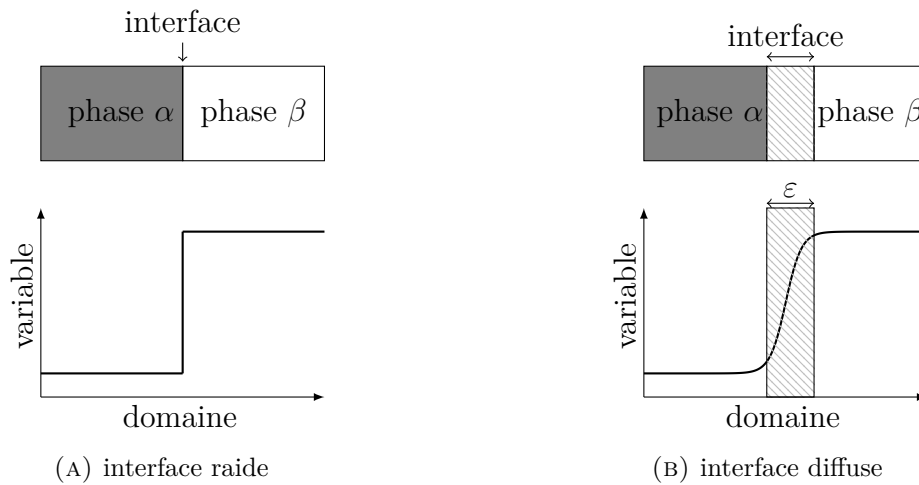 interface
phase α phase β
variable
domaine
(A) interface raide
interface
phase α phase β
ε
variable
domaine
(B) interface diffuse